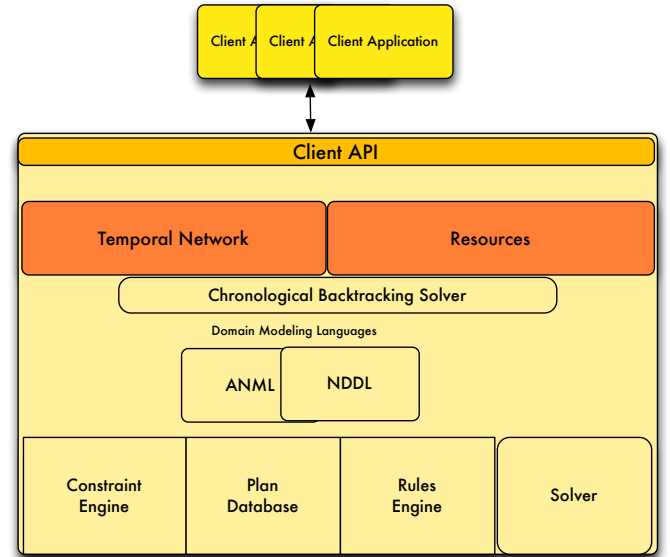 Client A
Client A
Client Application
Client API
Temporal Network
Resources
Chronological Backtracking Solver
Domain Modeling Languages
ANML
NDDL
Constraint
Engine
Plan
Database
Rules
Engine
Solver